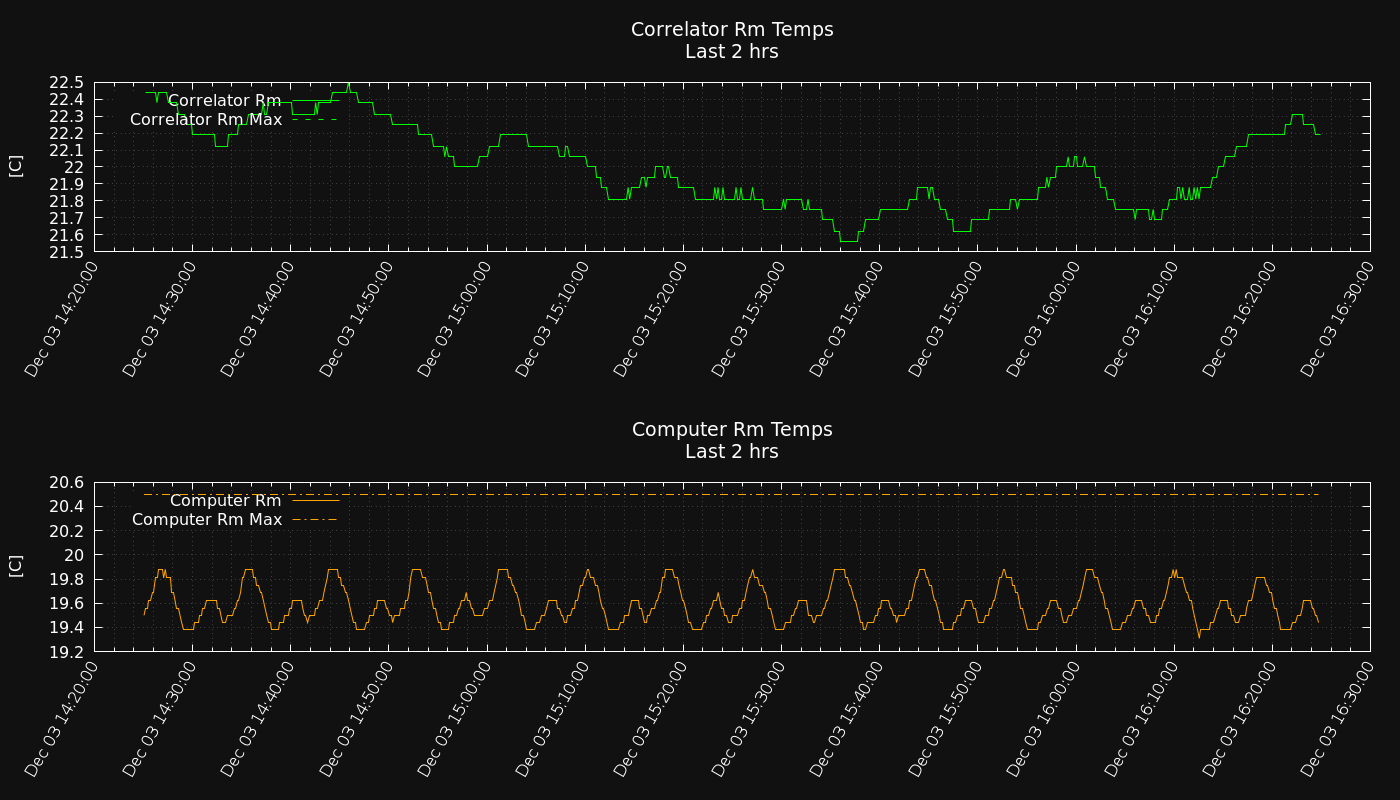 Correlator Rm Temps
Last 2 hrs
22.5
22.4
22.3
22.2
22.1
22
21.9
21.8
21.7
21.6
21.5
[C]
Correlator Rm
Correlator Rm Max
Dec 03 14:20:00
Dec 03 14:30:00
Dec 03 14:40:00
Dec 03 14:50:00
Dec 03 15:00:00
Dec 03 15:10:00
Dec 03 15:20:00
Dec 03 15:30:00
Dec 03 15:40:00
Dec 03 15:50:00
Dec 03 16:00:00
Dec 03 16:10:00
Dec 03 16:20:00
Dec 03 16:30:00
Computer Rm Temps
Last 2 hrs
20.6
20.4
20.2
20
19.8
19.6
19.4
19.2
[C]
Computer Rm
Computer Rm Max
Dec 03 14:20:00
Dec 03 14:30:00
Dec 03 14:40:00
Dec 03 14:50:00
Dec 03 15:00:00
Dec 03 15:10:00
Dec 03 15:20:00
Dec 03 15:30:00
Dec 03 15:40:00
Dec 03 15:50:00
Dec 03 16:00:00
Dec 03 16:10:00
Dec 03 16:20:00
Dec 03 16:30:00